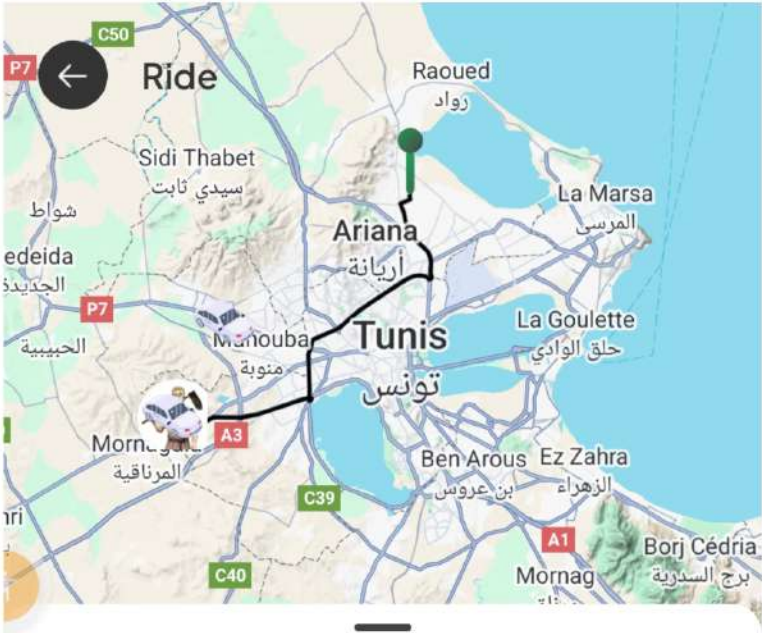 C50
P7
Ride
Raoued
رواد
Sidi Thabet
سيدي ثابت
شواط
La Marsa
المرسى
Ariana
أريانة
edeida
الجديدة
P7
الحبيبية
Manouba
منوبة
Tunis
تونس
La Goulette
حلق الوادي
A3
المرناقية
Ben Arous
بن عروس
Ez Zahra
الزهراء
C39
A1
Borj Cédria
برج السدرية
C40
Mornag